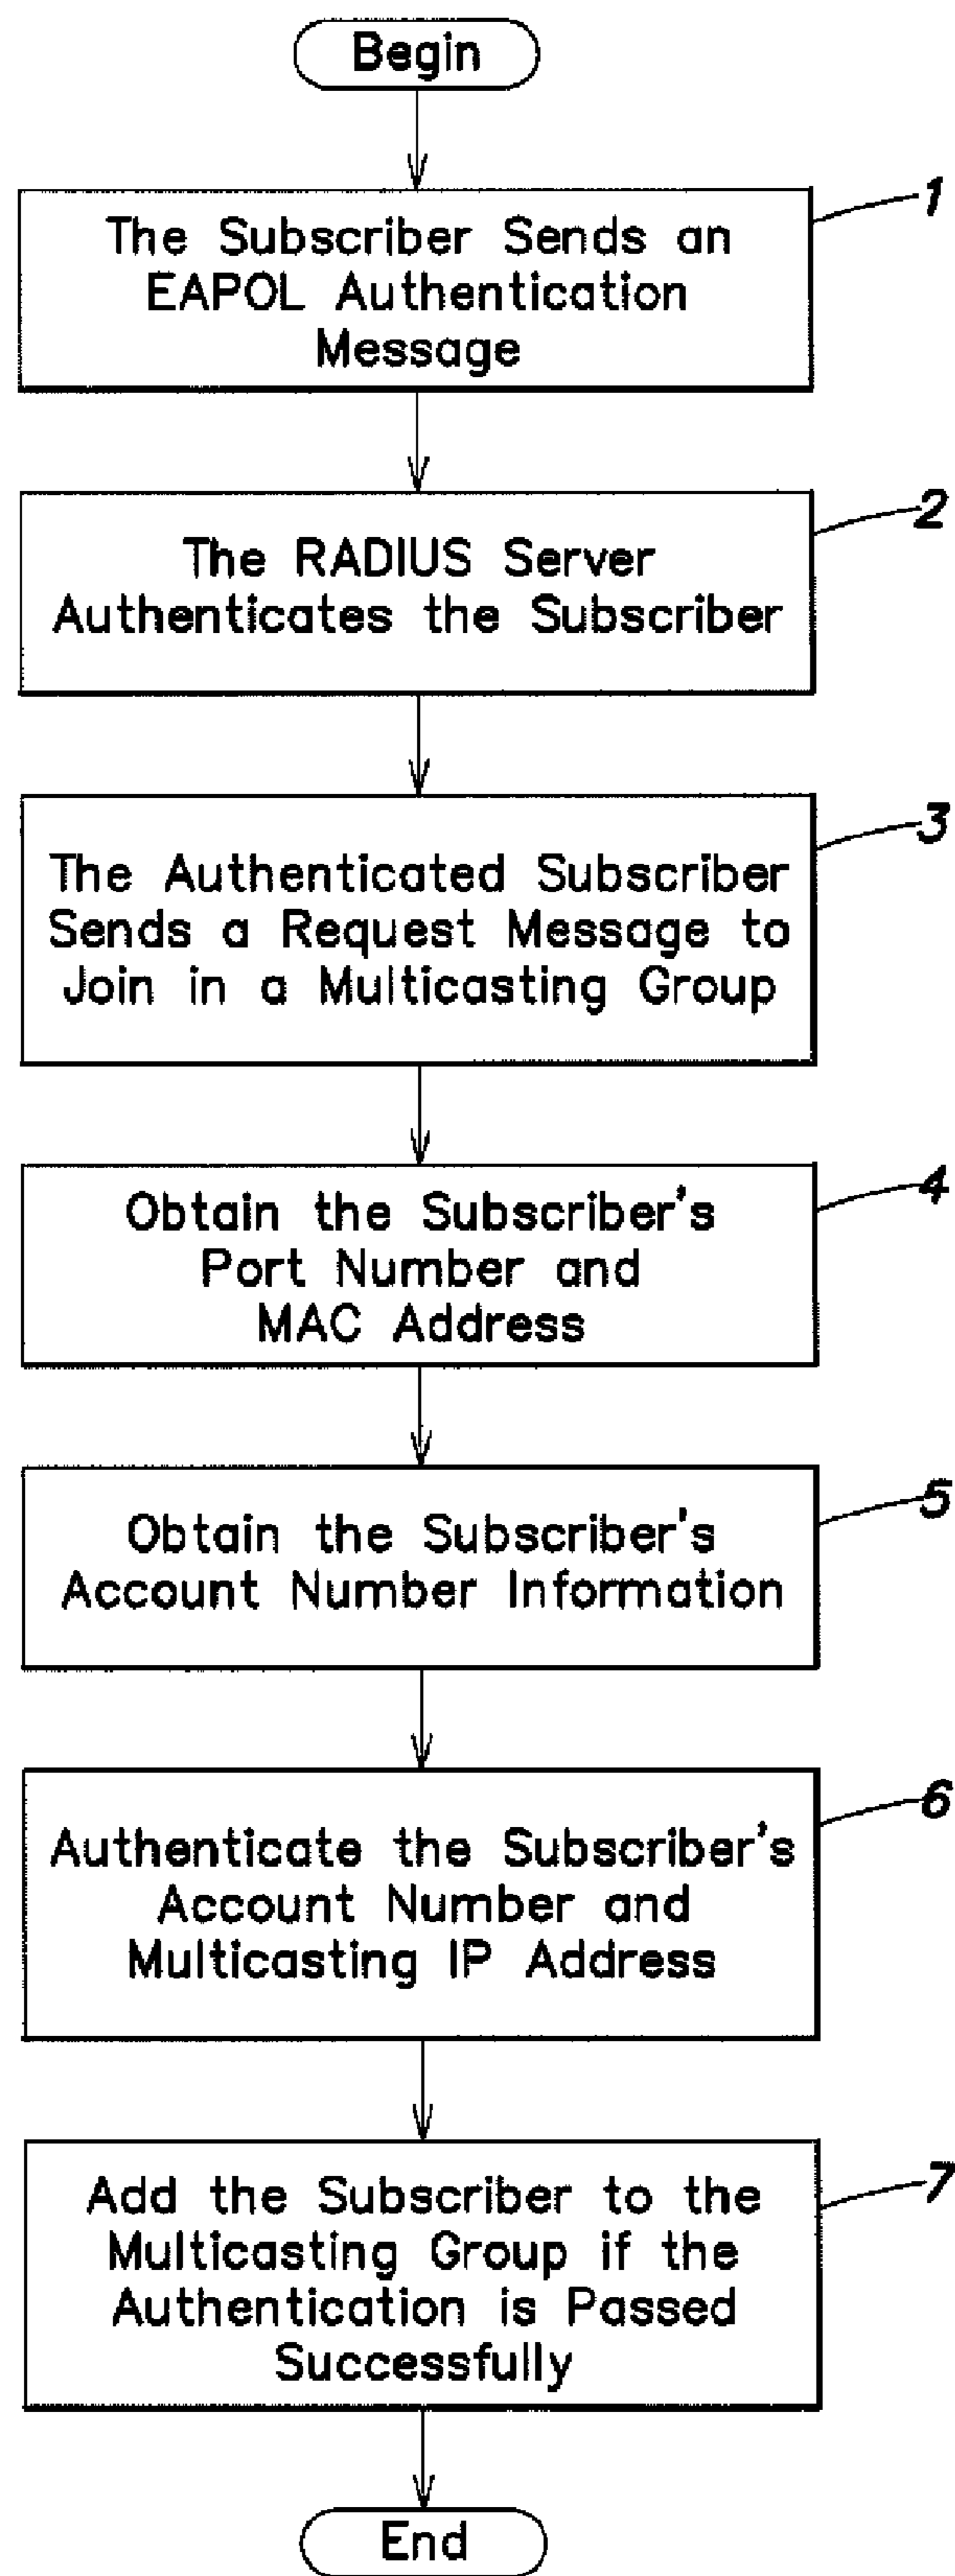 Begin
1
The Subscriber Sends an
EAPOL Authentication
Message
2
The RADIUS Server
Authenticates the Subscriber
3
The Authenticated Subscriber
Sends a Request Message to
Join in a Multicasting Group
4
Obtain the Subscriber's
Port Number and
MAC Address
5
Obtain the Subscriber's
Account Number Information
6
Authenticate the Subscriber's
Account Number and
Multicasting IP Address
7
Add the Subscriber to the
Multicasting Group if the
Authentication is Passed
Successfully
End